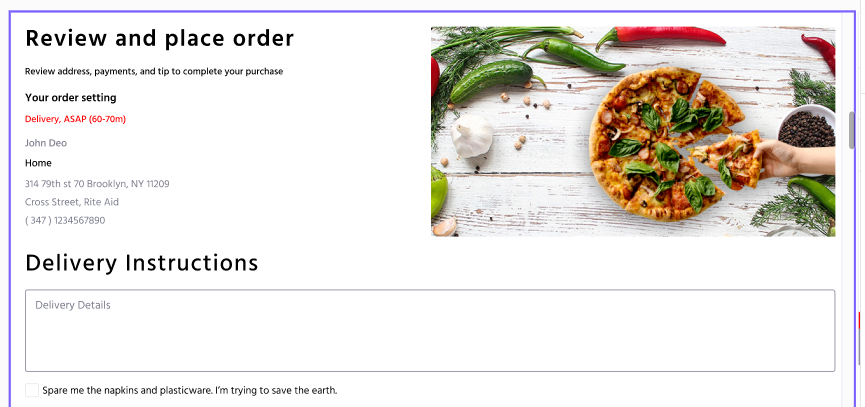 Review and place order
Review address, payments, and tip to complete your purchase
Your order setting
Delivery, ASAP (60-70m)
John Deo
Home
314 79th st 70 Brooklyn, NY 11209
Cross Street, Rite Aid
( 347 ) 1234567890
Delivery Instructions
Delivery Details
Spare me the napkins and plasticware. I'm trying to save the earth.